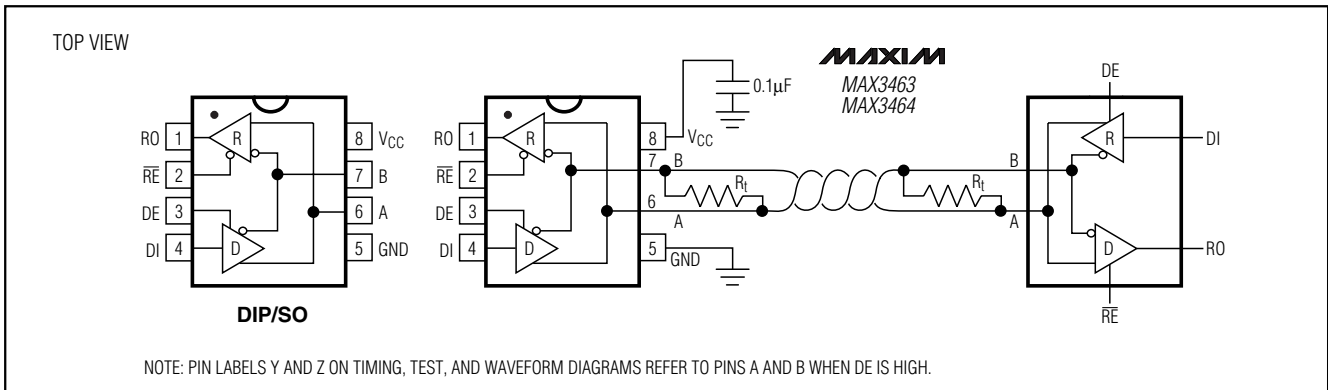 TOP VIEW
MAXIM
MAX3463
MAX3464
RO 1
RE 2
DE 3
DI 4
R
D
8 VCC
7 B
6 A
5 GND
DIP/SO
RO 1
RE 2
DE 3
DI 4
R
D
8 VCC
7 B
6 A
5 GND
0.1µF
Rt
Rt
B
A
DE
R
DI
D
RO
RE
NOTE: PIN LABELS Y AND Z ON TIMING, TEST, AND WAVEFORM DIAGRAMS REFER TO PINS A AND B WHEN DE IS HIGH.